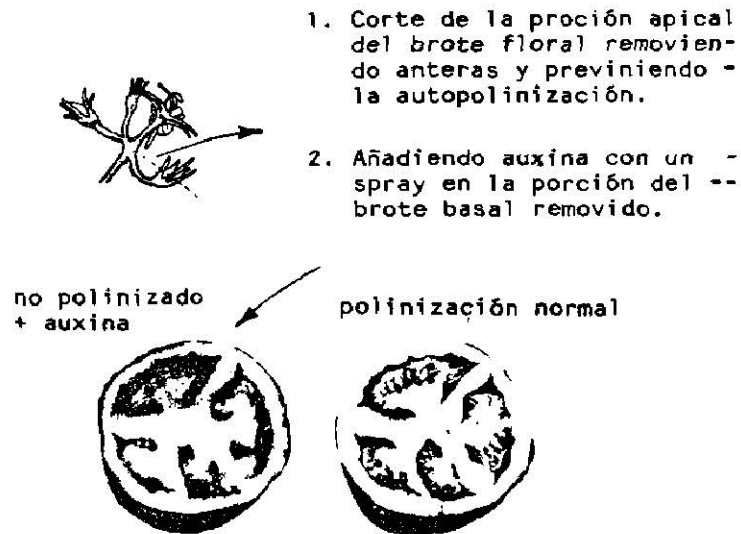 1. Corte de la proción apical
del brote floral removien-
do anteras y previniendo -
la autopolinización.
2. Añadiendo auxina con un -
spray en la porción del --
brote basal removido.
no polinizado
+ auxina
polinización normal